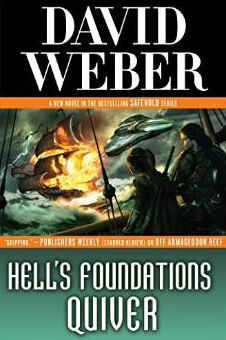 DAVID
WEBER
A NEW NOVEL IN THE BESTSELLING SAFEHOLD SERIES
"GRIPPING."—PUBLISHERS WEEKLY (STARRED REVIEW) ON OFF ARMAGEDDON REEF
HELL'S FOUNDATIONS
QUIVER